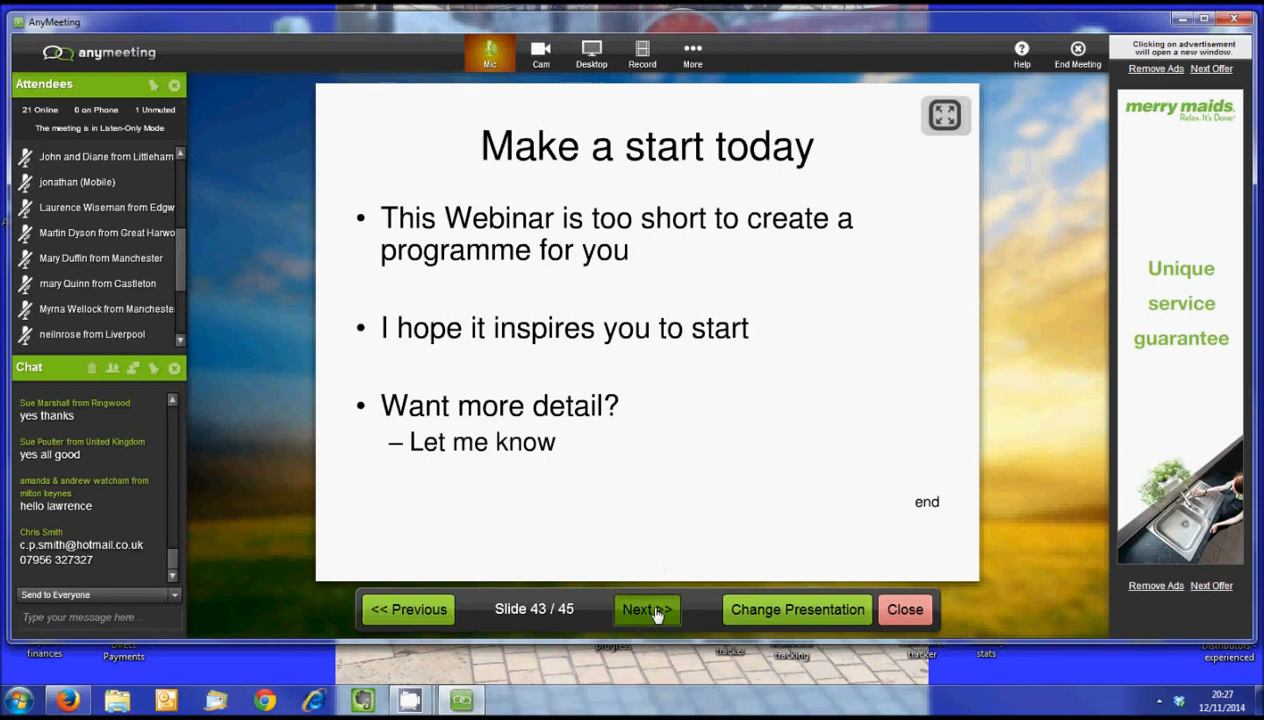 AnyMeeting
anymeeting
Mic
Cam
Desktop
Record
More
Help
End Meeting
Clicking on advertisement
will open a new window.
Remove Ads Next Offer
Attendees
21 Online 0 on Phone 1 Unmuted
The meeting is in Listen-Only Mode
John and Diane from Littleham
jonathan (Mobile)
Laurence Wiseman from Edgw
Martin Dyson from Great Harwo
Mary Duffin from Manchester
mary Quinn from Castleton
Myrna Wellock from Mancheste
neilnrose from Liverpool
Chat
Sue Marshall from Ringwood
yes thanks
Sue Poulter from United Kingdom
yes all good
amanda & andrew watcham from
milton keynes
hello lawrence
Chris Smith
c.p.smith@hotmail.co.uk
07956 327327
Send to Everyone
Type your message here...
Make a start today
• This Webinar is too short to create a
programme for you
• I hope it inspires you to start
• Want more detail?
– Let me know
end
<< Previous
Slide 43 / 45
Next >>
Change Presentation
Close
merry maids.
Relax. It's Done.
Unique
service
guarantee
Remove Ads Next Offer
finances
Direct
Payments
progress
tracker
tracking
tracker
stats
Distributors -
experienced
20:27
12/11/2014